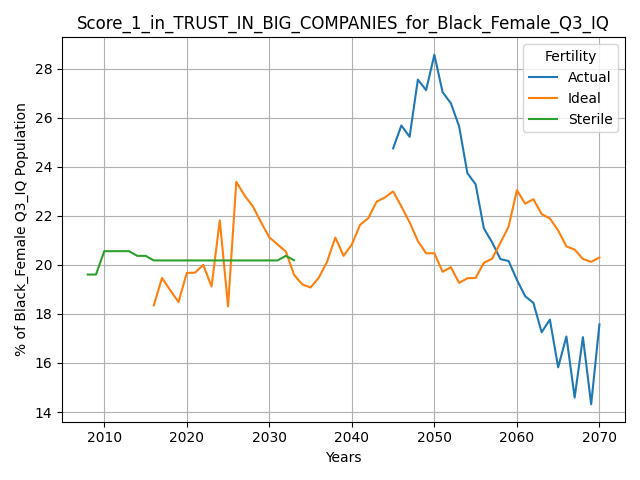 Score_1_in_TRUST_IN_BIG_COMPANIES_for_Black_Female_Q3_IQ
Fertility
Actual
Ideal
Sterile
% of Black_Female Q3_IQ Population
28
26
24
22
20
18
16
14
2010
2020
2030
2040
2050
2060
2070
Years